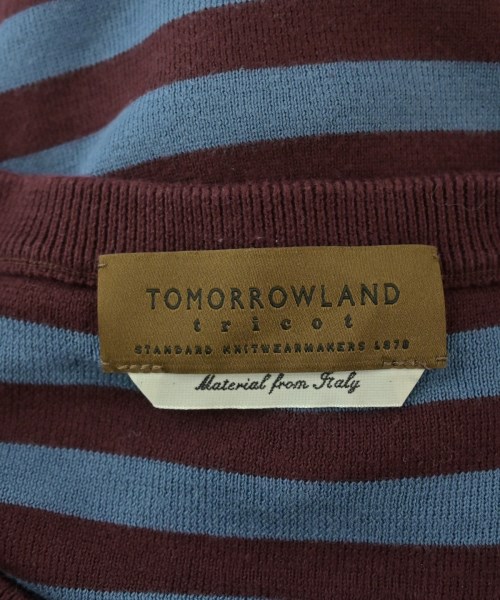 TOMORROWLAND
tricot
STANDARD KNITWEARMAKERS 1978
Material from Italy